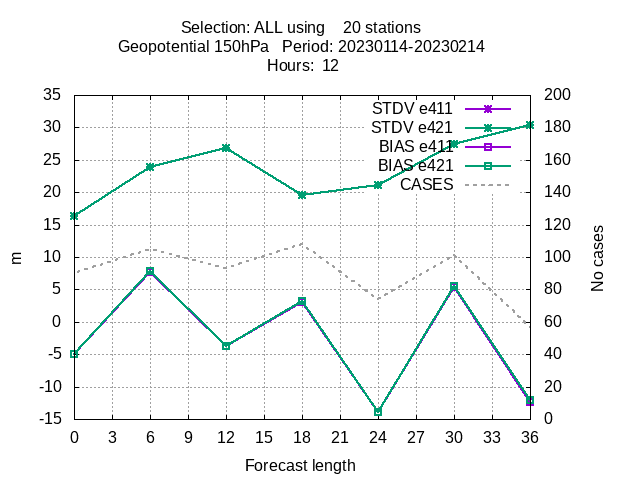 Selection: ALL using    20 stations
Geopotential 150hPa   Period: 20230114-20230214
Hours:  12
35
30
25
20
15
10
5
0
-5
-10
-15
m
STDV e411
STDV e421
BIAS e411
BIAS e421
CASES
200
180
160
140
120
100
80
60
40
20
0
No cases
0 3 6 9 12 15 18 21 24 27 30 33 36
Forecast length